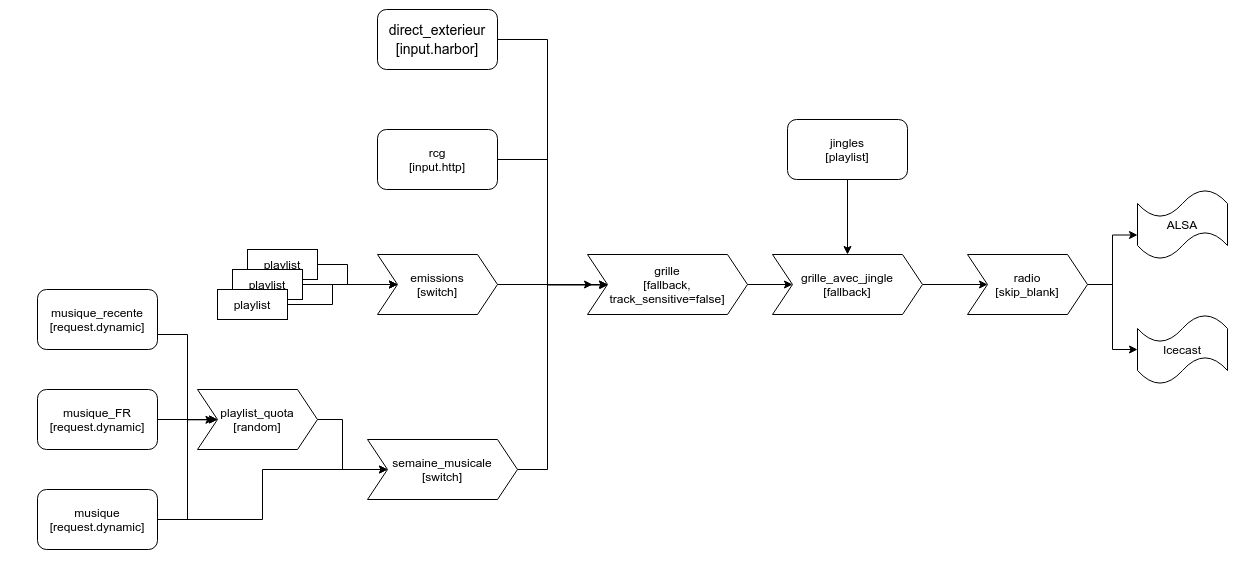 direct_exterieur
[input.harbor]
rcg
[input.http]
jingles
[playlist]
ALSA
playlist
playlist
playlist
emissions
[switch]
grille
[fallback,
track_sensitive=false]
grille_avec_jingle
[fallback]
radio
[skip_blank]
Icecast
musique_recente
[request.dynamic]
musique_FR
[request.dynamic]
playlist_quota
[random]
semaine_musicale
[switch]
musique
[request.dynamic]